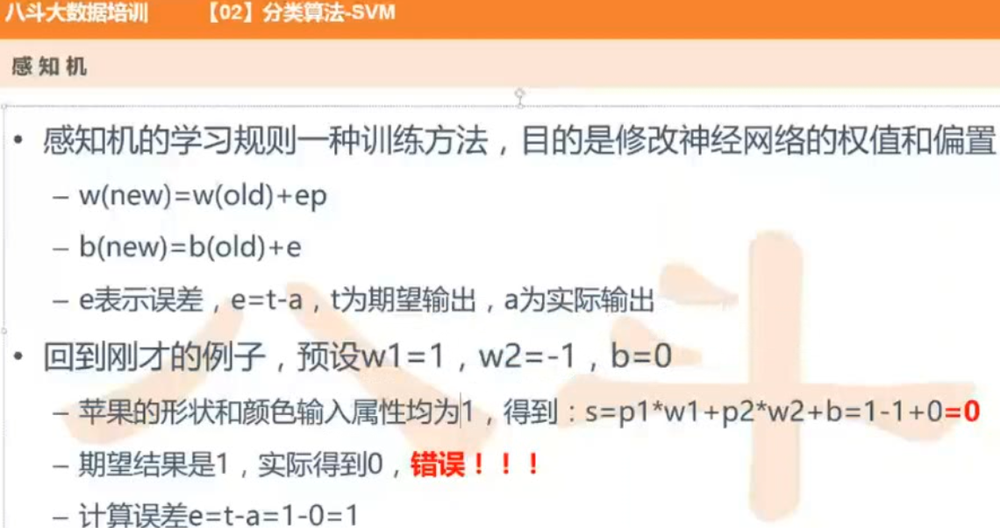 八斗大数据培训 【02】分类算法-SVM
感知机
• 感知机的学习规则一种训练方法，目的是修改神经网络的权值和偏置
– w(new)=w(old)+ep
– b(new)=b(old)+e
– e表示误差，e=t-a，t为期望输出，a为实际输出
• 回到刚才的例子，预设w1=1，w2=-1，b=0
– 苹果的形状和颜色输入属性均为1，得到：s=p1*w1+p2*w2+b=1-1+0=0
– 期望结果是1，实际得到0，错误！！！
– 计算误差e=t-a=1-0=1
八斗